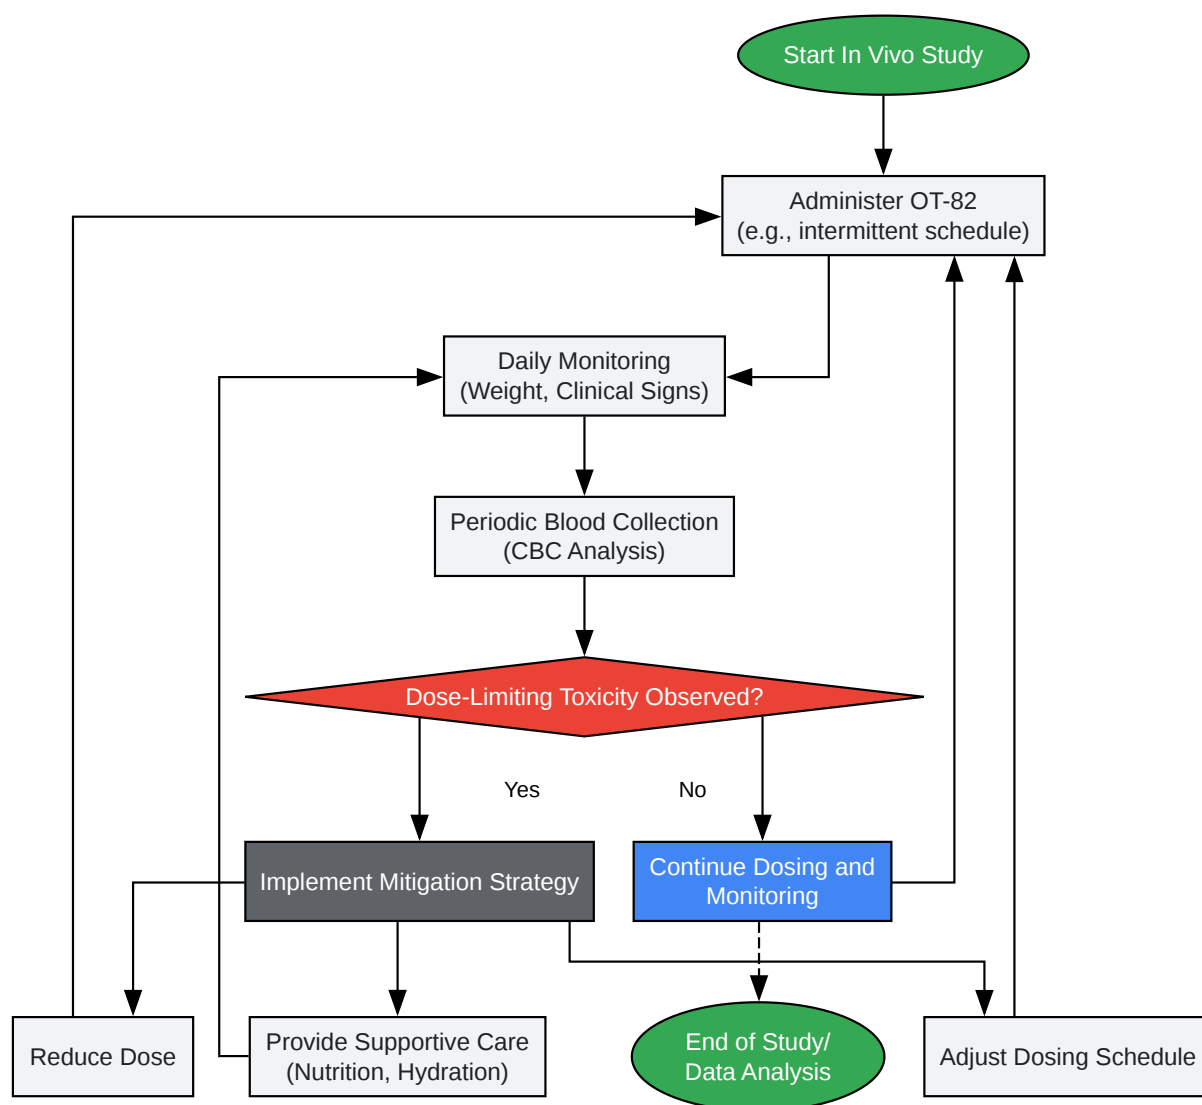 Start In Vivo Study
Administer OT-82
(e.g., intermittent schedule)
Daily Monitoring
(Weight, Clinical Signs)
Periodic Blood Collection
(CBC Analysis)
Dose-Limiting Toxicity Observed?
Yes
No
Implement Mitigation Strategy
Continue Dosing and
Monitoring
Reduce Dose
Provide Supportive Care
(Nutrition, Hydration)
End of Study/
Data Analysis
Adjust Dosing Schedule